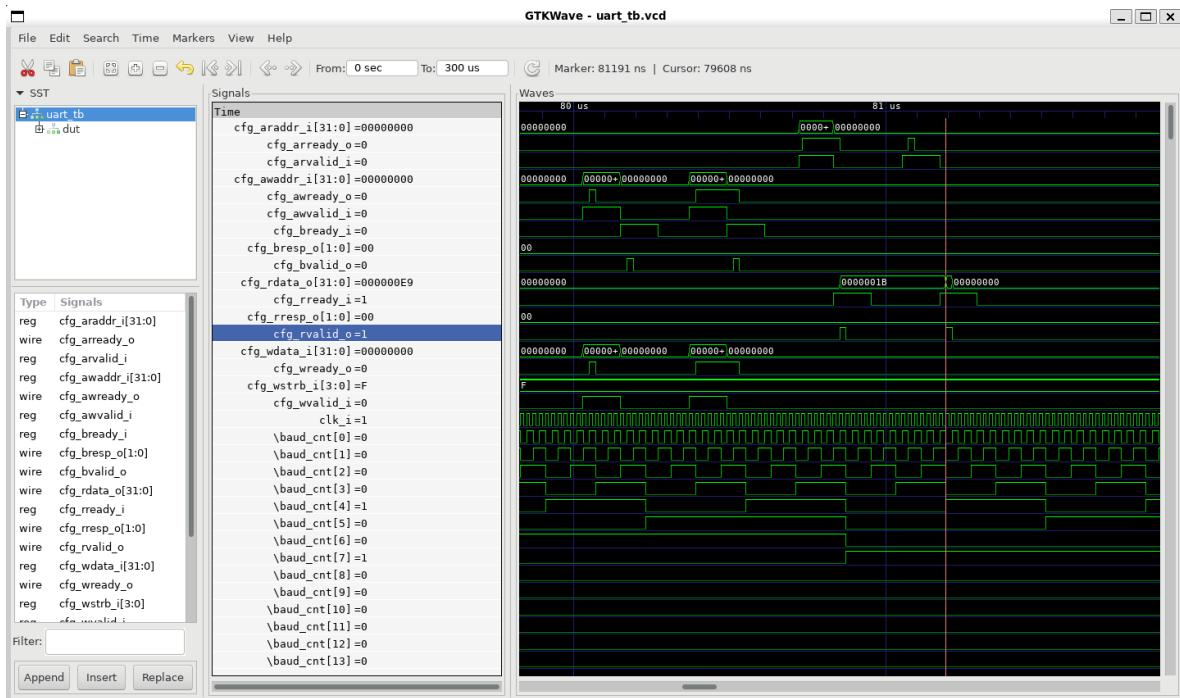 GTKWave - uart_tb.vcd
File Edit Search Time Markers View Help
From: 0 sec To: 300 us Marker: 81191 ns | Cursor: 79608 ns
SST
uart_tb
dut
Type Signals
reg cfg_araddr_i[31:0]
wire cfg_arready_o
reg cfg_arvalid_i
reg cfg_awaddr_i[31:0]
wire cfg_awready_o
reg cfg_awvalid_i
reg cfg_bready_i
wire cfg_bresp_o[1:0]
wire cfg_bvalid_o
wire cfg_rdata_o[31:0]
reg cfg_rready_i
wire cfg_rresp_o[1:0]
wire cfg_rvalid_o
reg cfg_wdata_i[31:0]
wire cfg_wready_o
reg cfg_wstrb_i[3:0]
reg cfg_wvalid_i
Filter:
Append Insert Replace
Signals
Time
cfg_araddr_i[31:0]=00000000
cfg_arready_o=0
cfg_arvalid_i=0
cfg_awaddr_i[31:0]=00000000
cfg_awready_o=0
cfg_awvalid_i=0
cfg_bready_i=0
cfg_bresp_o[1:0]=00
cfg_bvalid_o=0
cfg_rdata_o[31:0]=000000E9
cfg_rready_i=1
cfg_rresp_o[1:0]=00
cfg_rvalid_o=1
cfg_wdata_i[31:0]=00000000
cfg_wready_o=0
cfg_wstrb_i[3:0]=F
cfg_wvalid_i=0
clk_i=1
\baud_cnt[0]=0
\baud_cnt[1]=0
\baud_cnt[2]=0
\baud_cnt[3]=0
\baud_cnt[4]=1
\baud_cnt[5]=0
\baud_cnt[6]=0
\baud_cnt[7]=1
\baud_cnt[8]=0
\baud_cnt[9]=0
\baud_cnt[10]=0
\baud_cnt[11]=0
\baud_cnt[12]=0
\baud_cnt[13]=0
Waves
80 us 81 us
00000000 0000+ 00000000
00000000 00000+ 00000000 00000+ 00000000
00
00000000 0000001B 00000000
00
00000000 00000+ 00000000 00000+ 00000000
F